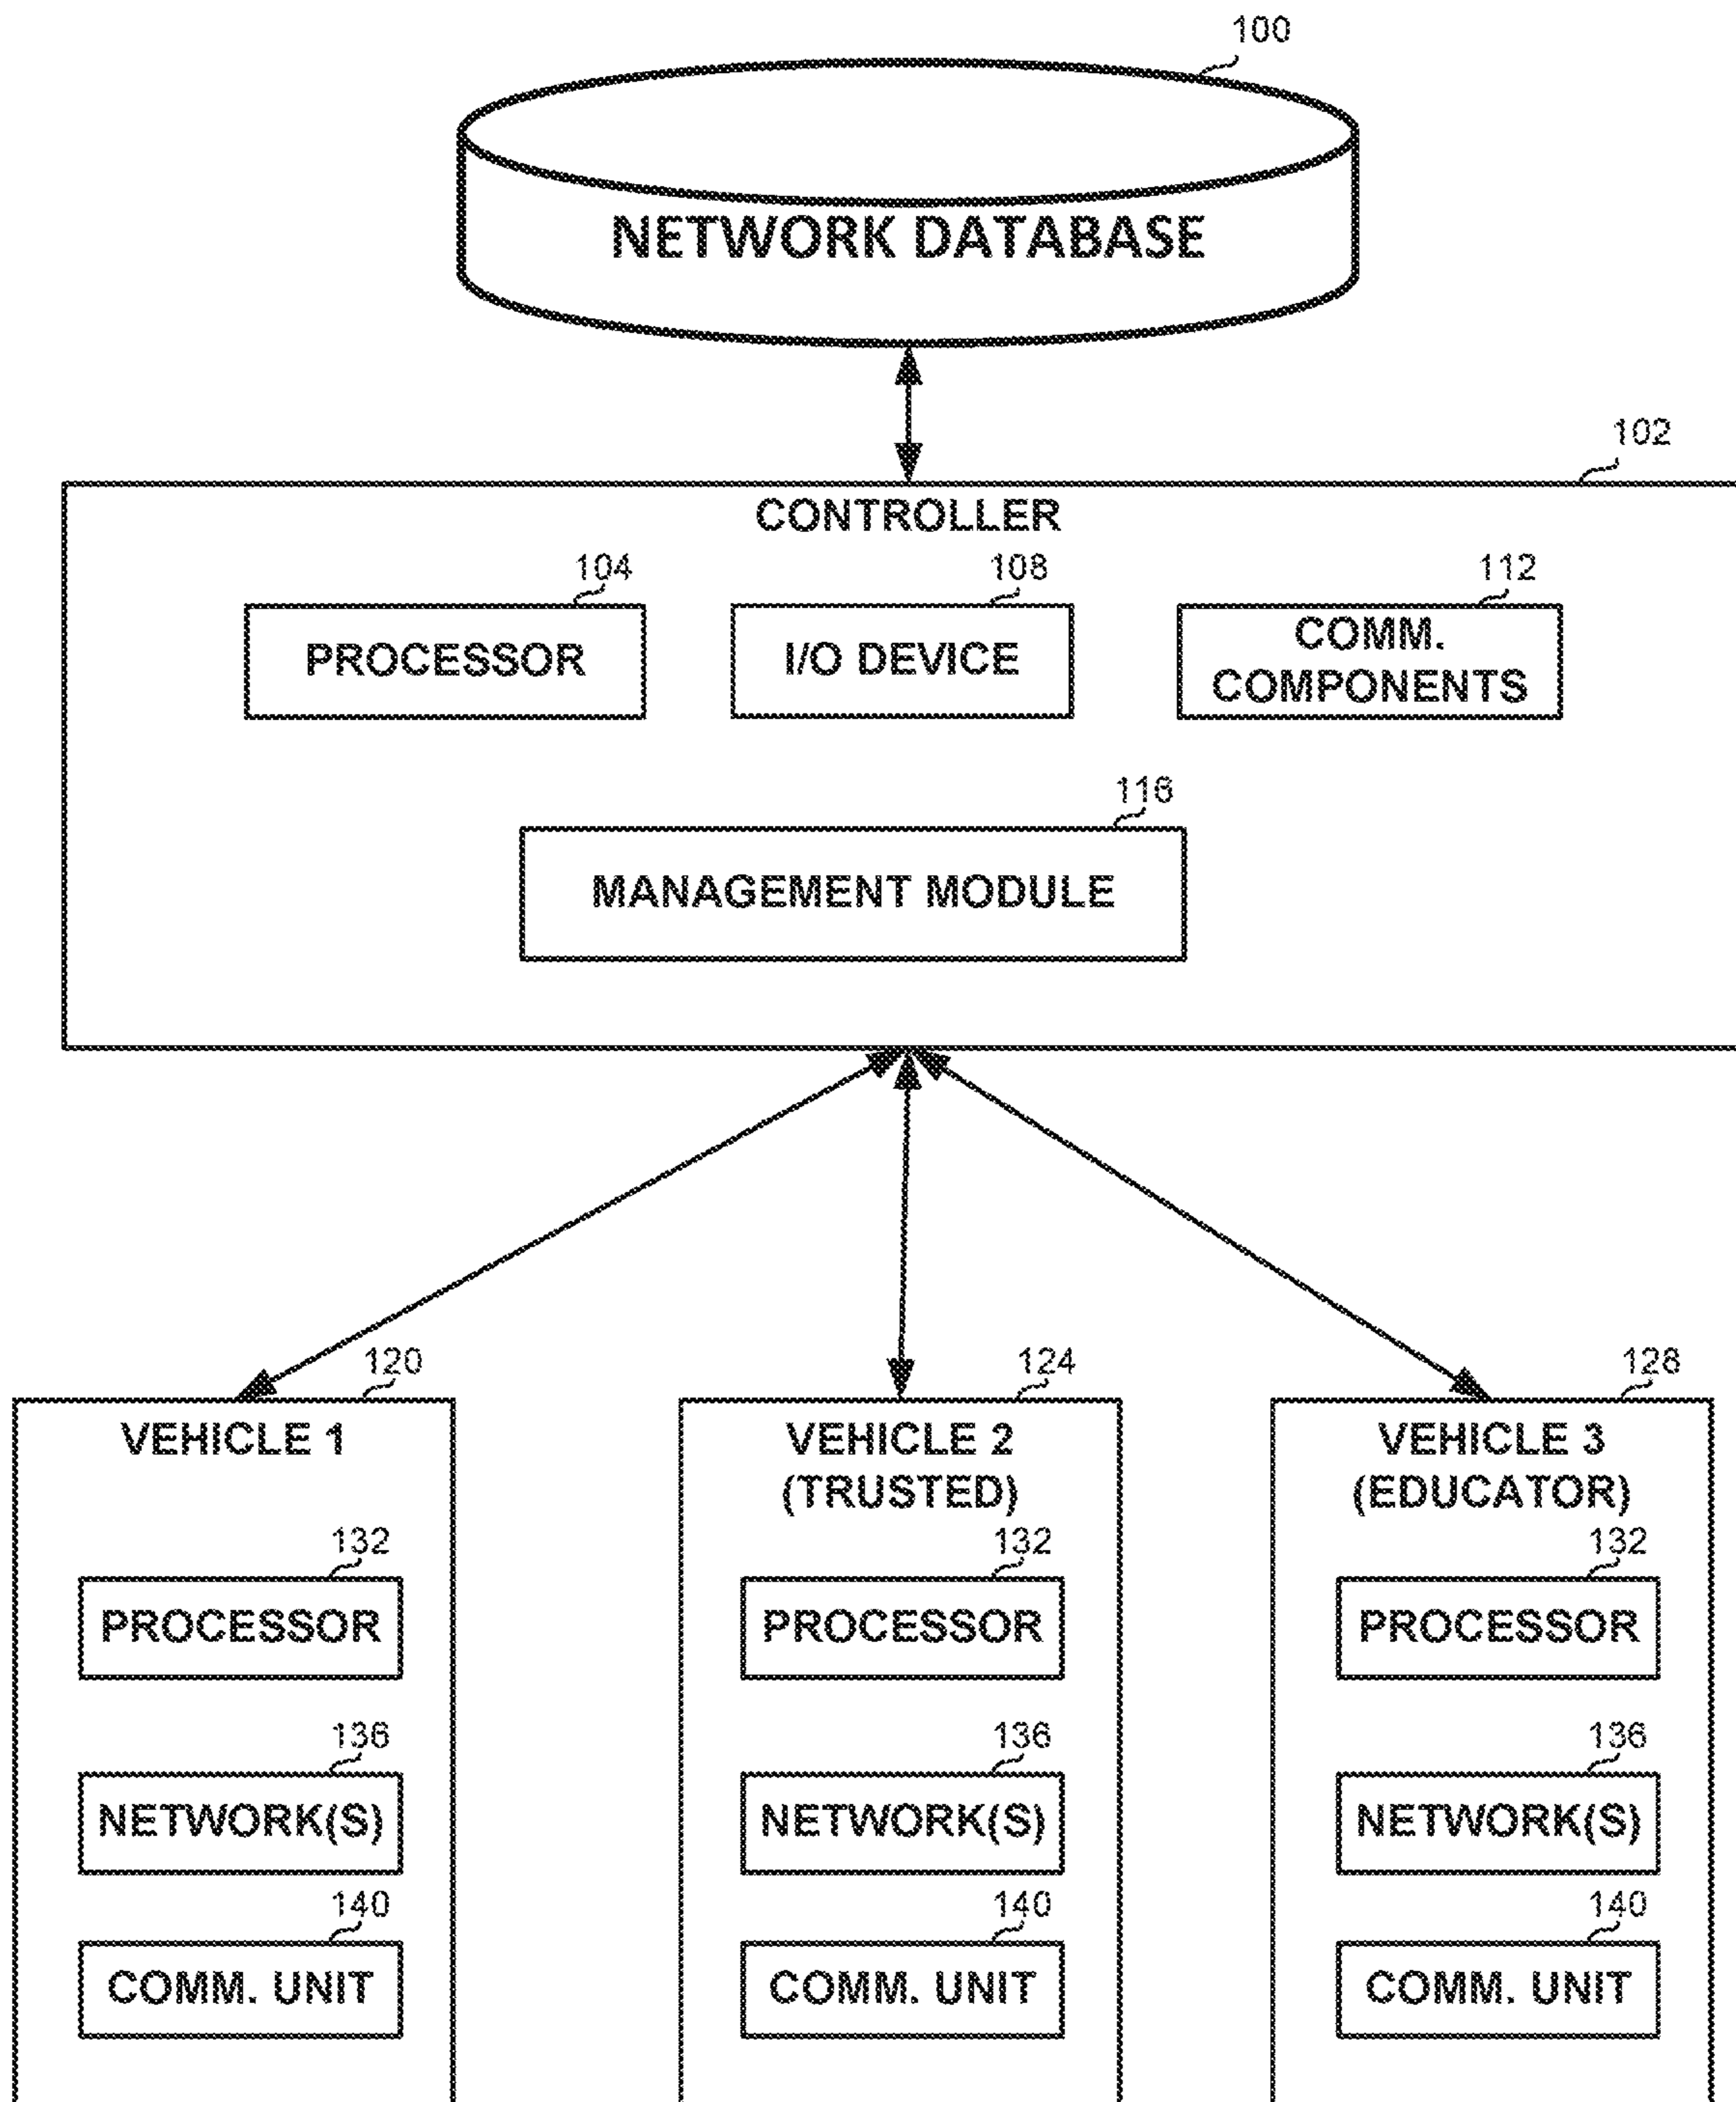 100
NETWORK DATABASE
102
CONTROLLER
104
108
112
PROCESSOR
I/O DEVICE
COMM.
COMPONENTS
116
MANAGEMENT MODULE
120
124
128
VEHICLE 1
VEHICLE 2
(TRUSTED)
VEHICLE 3
(EDUCATOR)
132
132
132
PROCESSOR
PROCESSOR
PROCESSOR
136
136
136
NETWORK(S)
NETWORK(S)
NETWORK(S)
140
140
140
COMM. UNIT
COMM. UNIT
COMM. UNIT